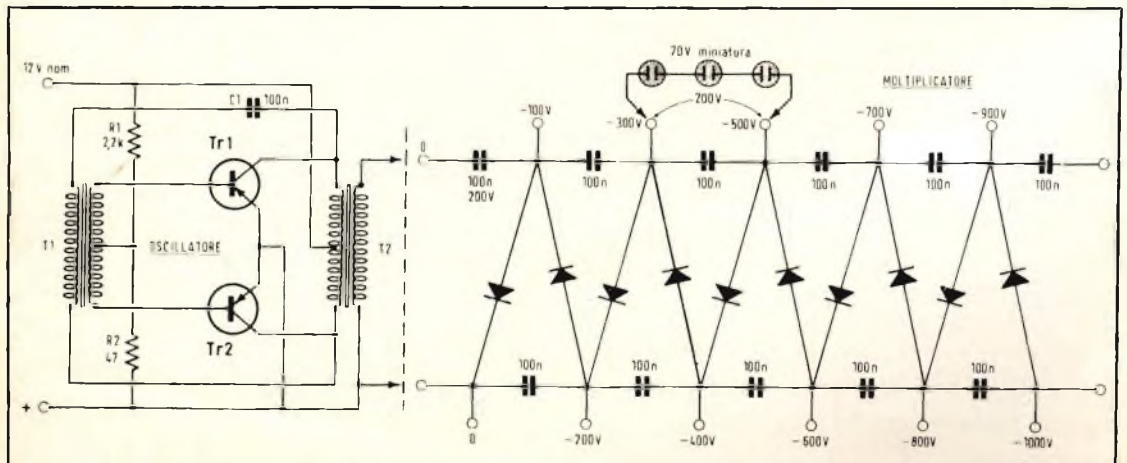 12V nom.
C1
100n
R1
2,2k
Tr1
T1
OSCILLATORE
T2
R2
47
Tr2
+
70V miniatura
200V
MOLTIPLICATORE
-100V
-300V
-500V
-700V
-900V
0
100n
200V
100n
100n
100n
100n
100n
100n
100n
100n
100n
100n
0
-200V
-400V
-600V
-800V
-1000V